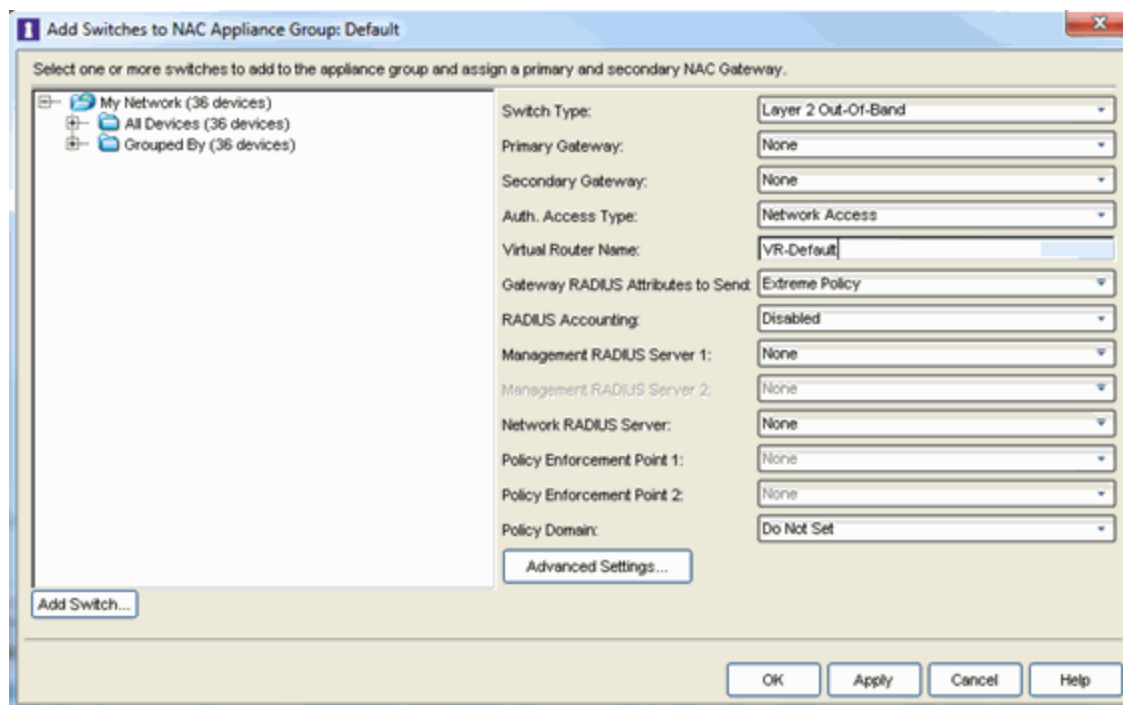 Add Switches to NAC Appliance Group: Default
Select one or more switches to add to the appliance group and assign a primary and secondary NAC Gateway.
My Network (36 devices)
All Devices (36 devices)
Grouped By (36 devices)
Switch Type: Layer 2 Out-Of-Band
Primary Gateway: None
Secondary Gateway: None
Auth. Access Type: Network Access
Virtual Router Name: VR-Default
Gateway RADIUS Attributes to Send: Extreme Policy
RADIUS Accounting: Disabled
Management RADIUS Server 1: None
Management RADIUS Server 2: None
Network RADIUS Server: None
Policy Enforcement Point 1: None
Policy Enforcement Point 2: None
Policy Domain: Do Not Set
Advanced Settings...
Add Switch...
OK Apply Cancel Help